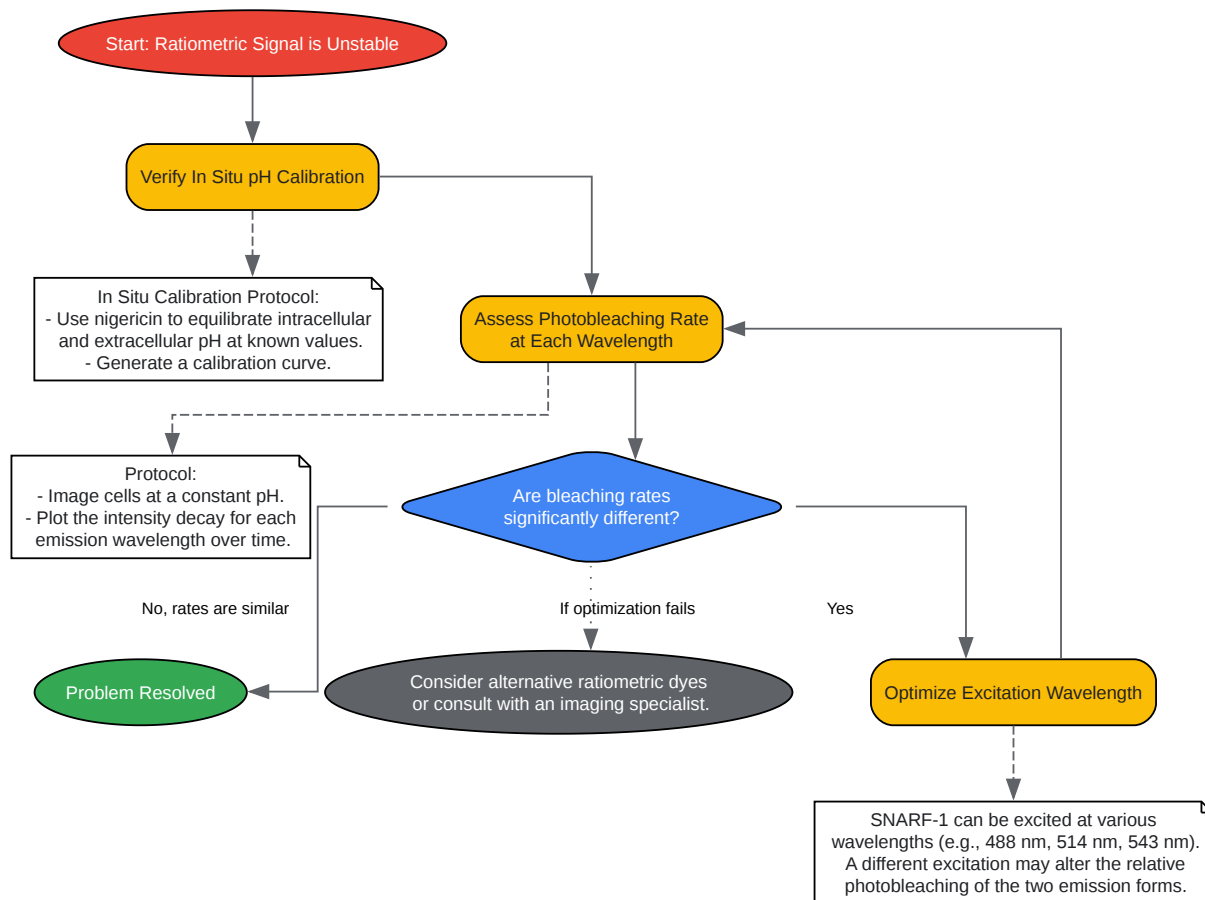 Start: Ratiometric Signal is Unstable
Verify In Situ pH Calibration
In Situ Calibration Protocol:
- Use nigericin to equilibrate intracellular
and extracellular pH at known values.
- Generate a calibration curve.
Assess Photobleaching Rate
at Each Wavelength
Protocol:
- Image cells at a constant pH.
- Plot the intensity decay for each
emission wavelength over time.
Are bleaching rates
significantly different?
No, rates are similar
If optimization fails
Yes
Problem Resolved
Consider alternative ratiometric dyes
or consult with an imaging specialist.
Optimize Excitation Wavelength
SNARF-1 can be excited at various
wavelengths (e.g., 488 nm, 514 nm, 543 nm).
A different excitation may alter the relative
photobleaching of the two emission forms.